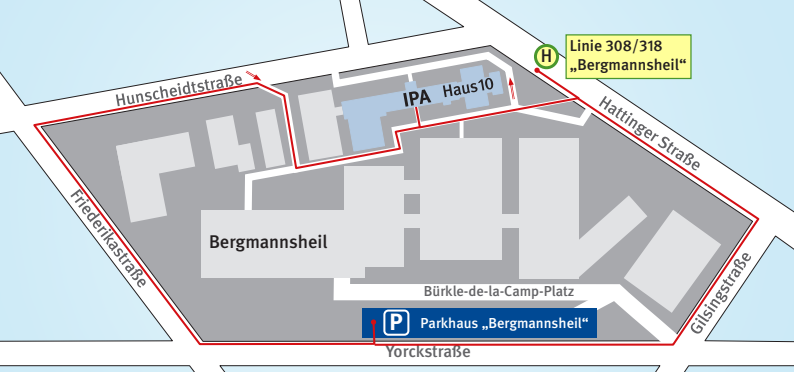 H
Linie 308/318
„Bergmannsheil“
Hunscheidtstraße
IPA
Haus10
Hattinger Straße
Friederikastraße
Bergmannsheil
Bürkle-de-la-Camp-Platz
Gilsingstraße
P
Parkhaus „Bergmannsheil“
Yorckstraße